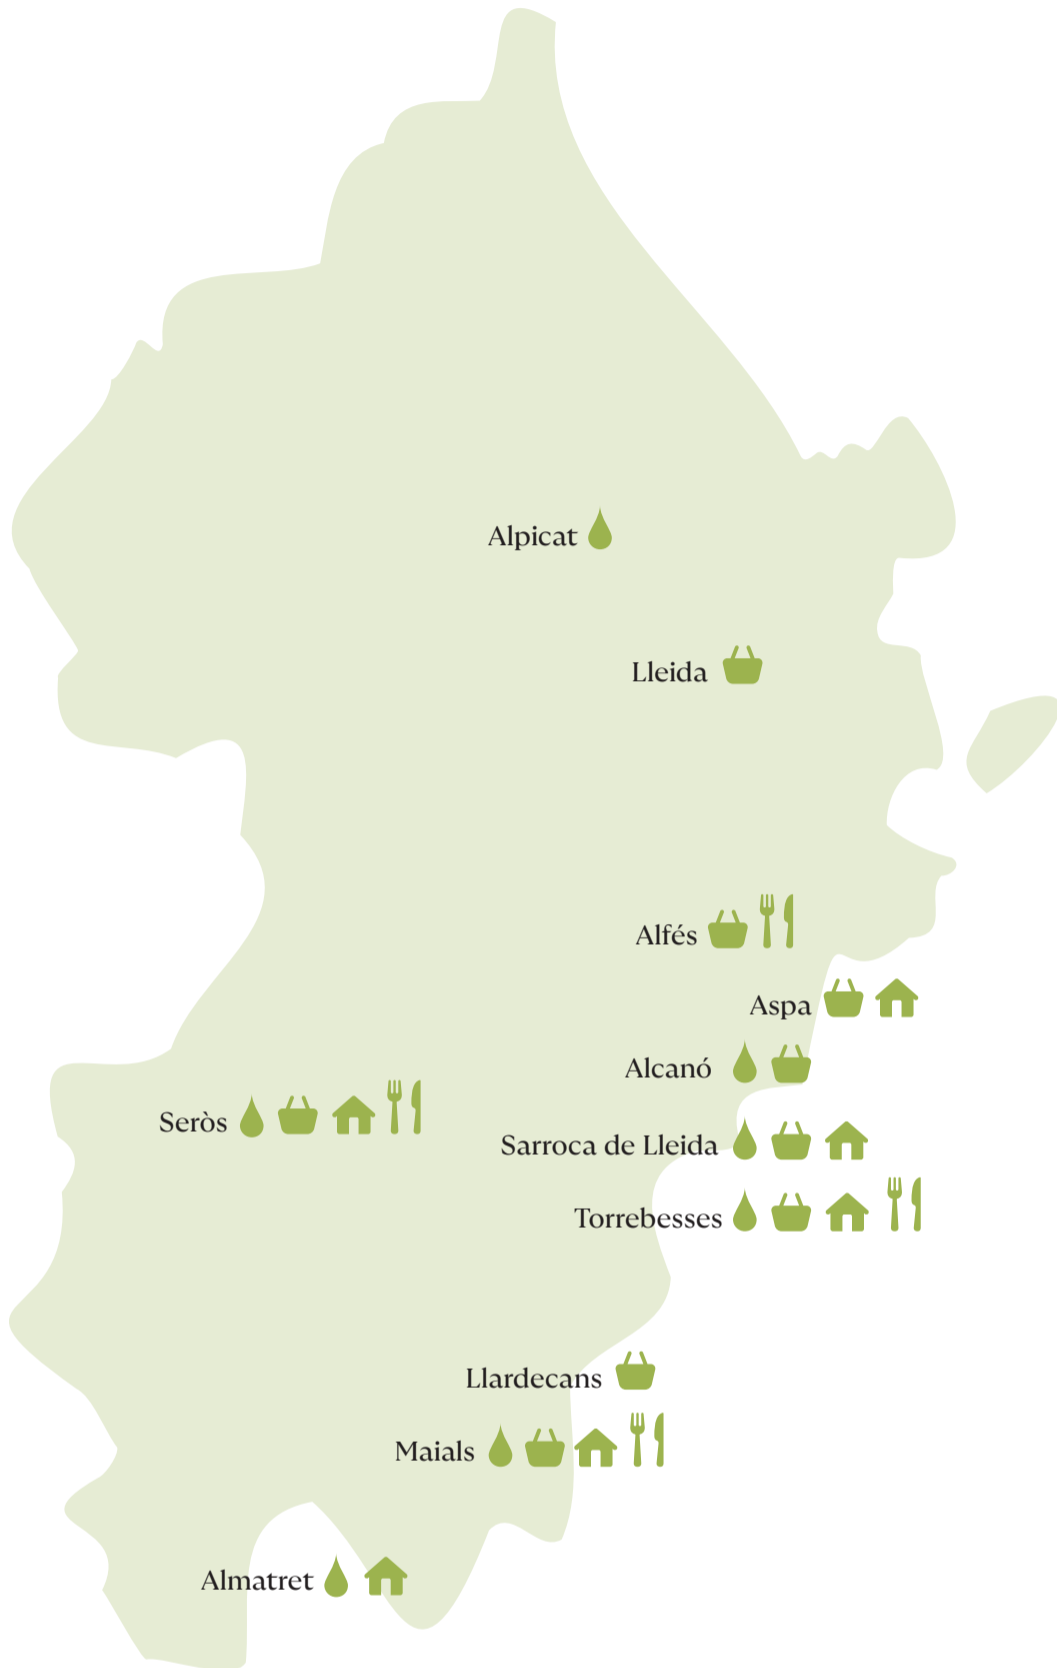 Alpicat
Lleida
Alfés
Aspa
Alcanó
Seròs
Sarroca de Lleida
Torrebesses
Llardecans
Maials
Almatret